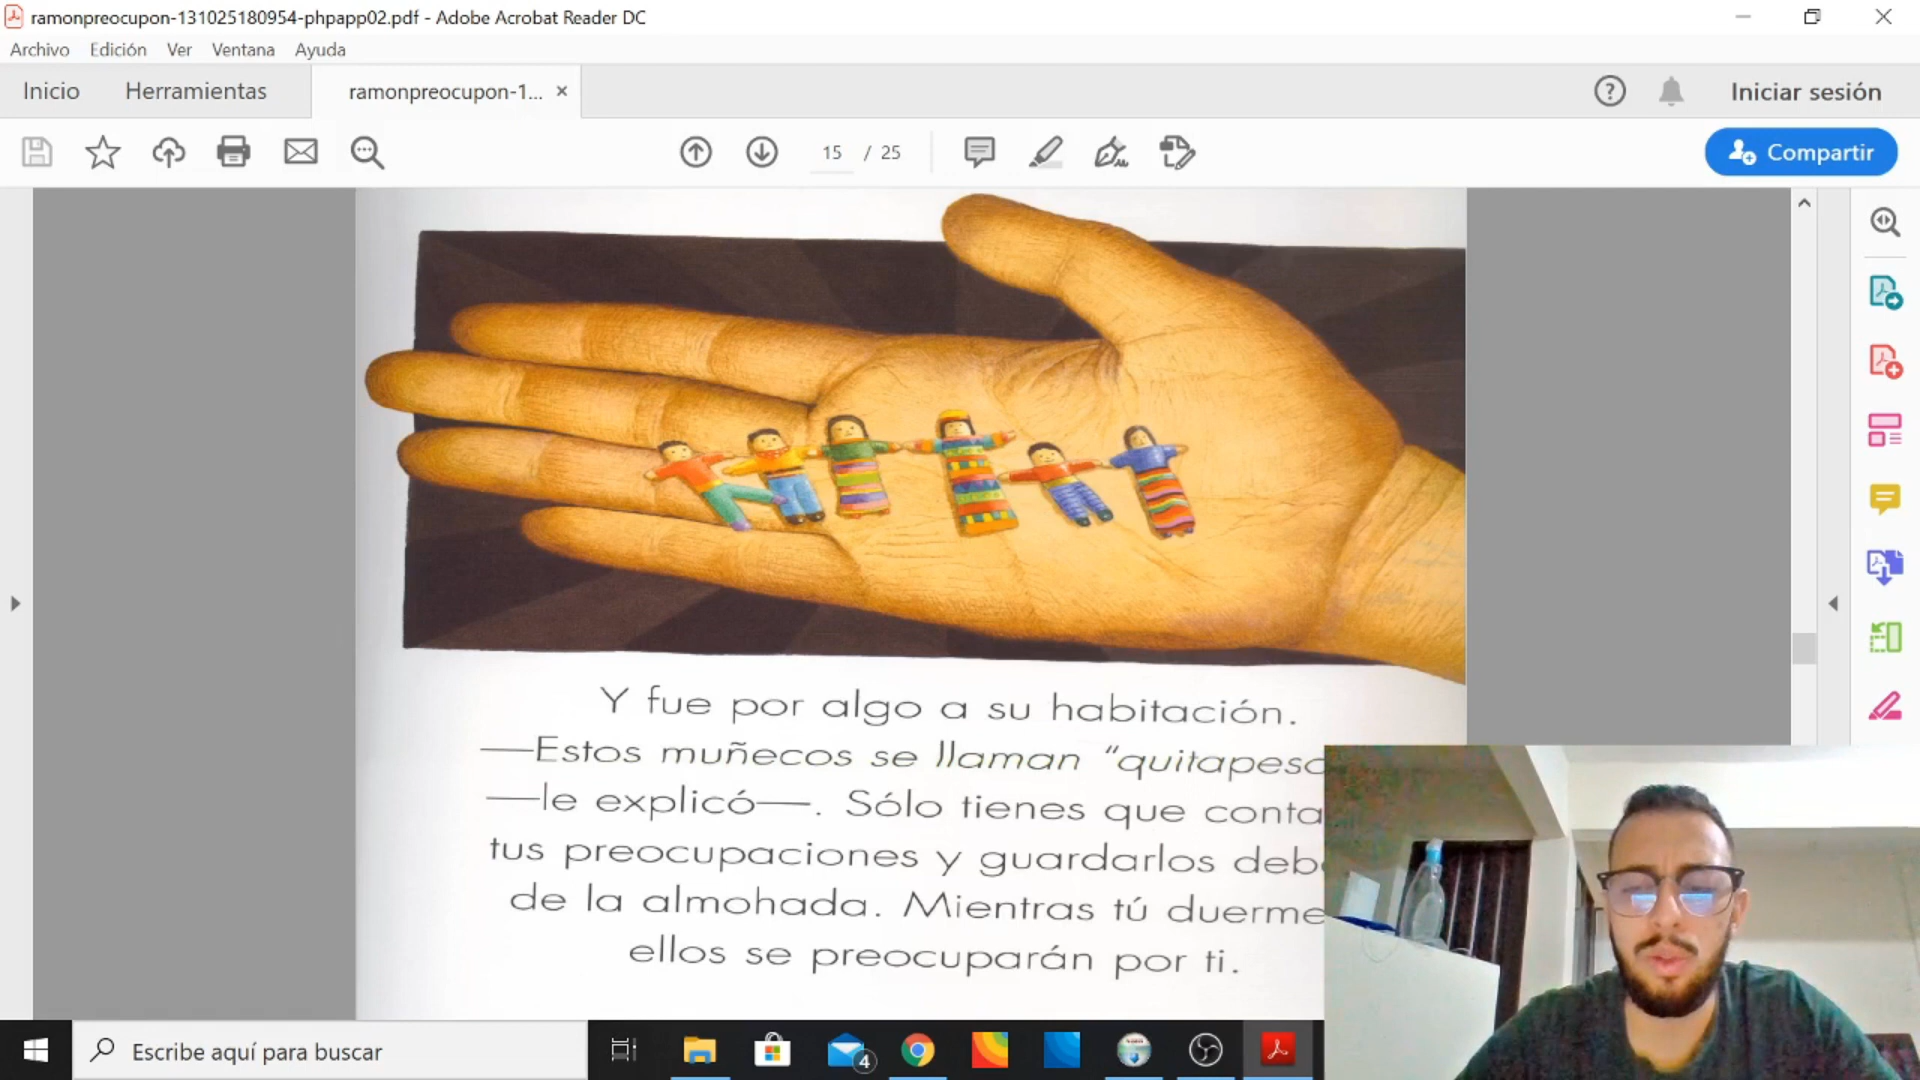 ramonpreocupon-131025180954-phpapp02.pdf - Adobe Acrobat Reader DC
Archivo Edición Ver Ventana Ayuda
Inicio Herramientas ramonpreocupon-1... ×
Iniciar sesión
15 / 25
Compartir
Y fue por algo a su habitación.
—Estos muñecos se llaman "quitapesa
—le explicó—. Sólo tienes que conta
tus preocupaciones y guardarlos deb
de la almohada. Mientras tú duerme
ellos se preocuparán por ti.
Escribe aquí para buscar
4